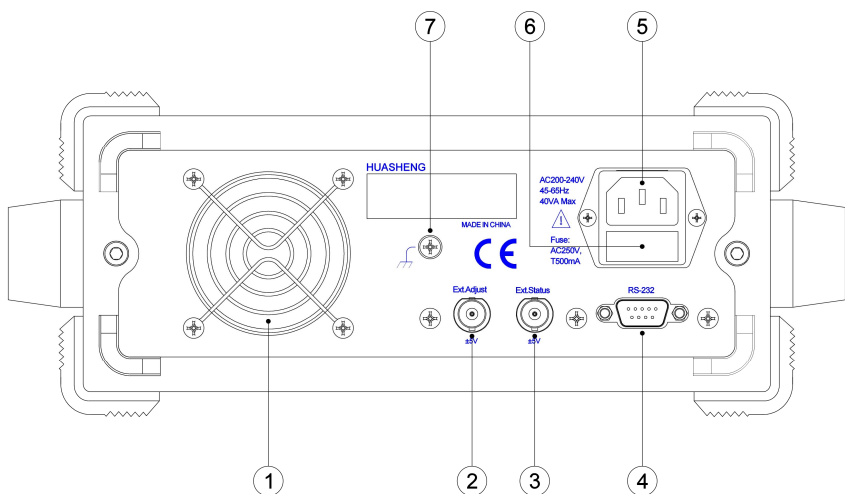 7
6
5
HUASHENG
AC200-240V
45-65Hz
40VA Max
MADE IN CHINA
CE
Fuse:
AC250V,
T500mA
Ext.Adjust
Ext.Status
RS-232
±5V
±5V
1
2
3
4